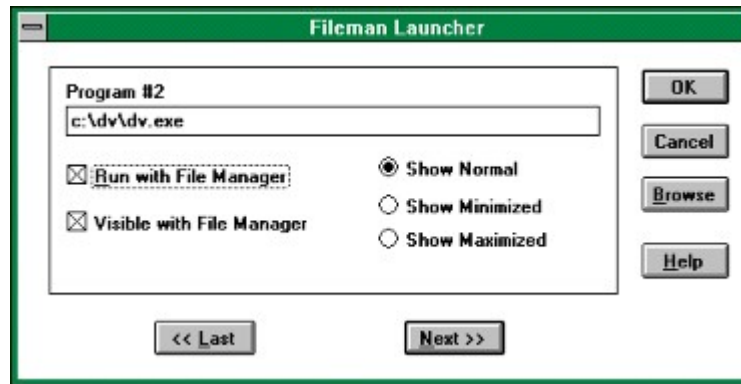 Fileman Launcher
Program #2
c:\dv\dv.exe
Run with File Manager
Visible with File Manager
Show Normal
Show Minimized
Show Maximized
OK
Cancel
Browse
Help
<< Last
Next >>